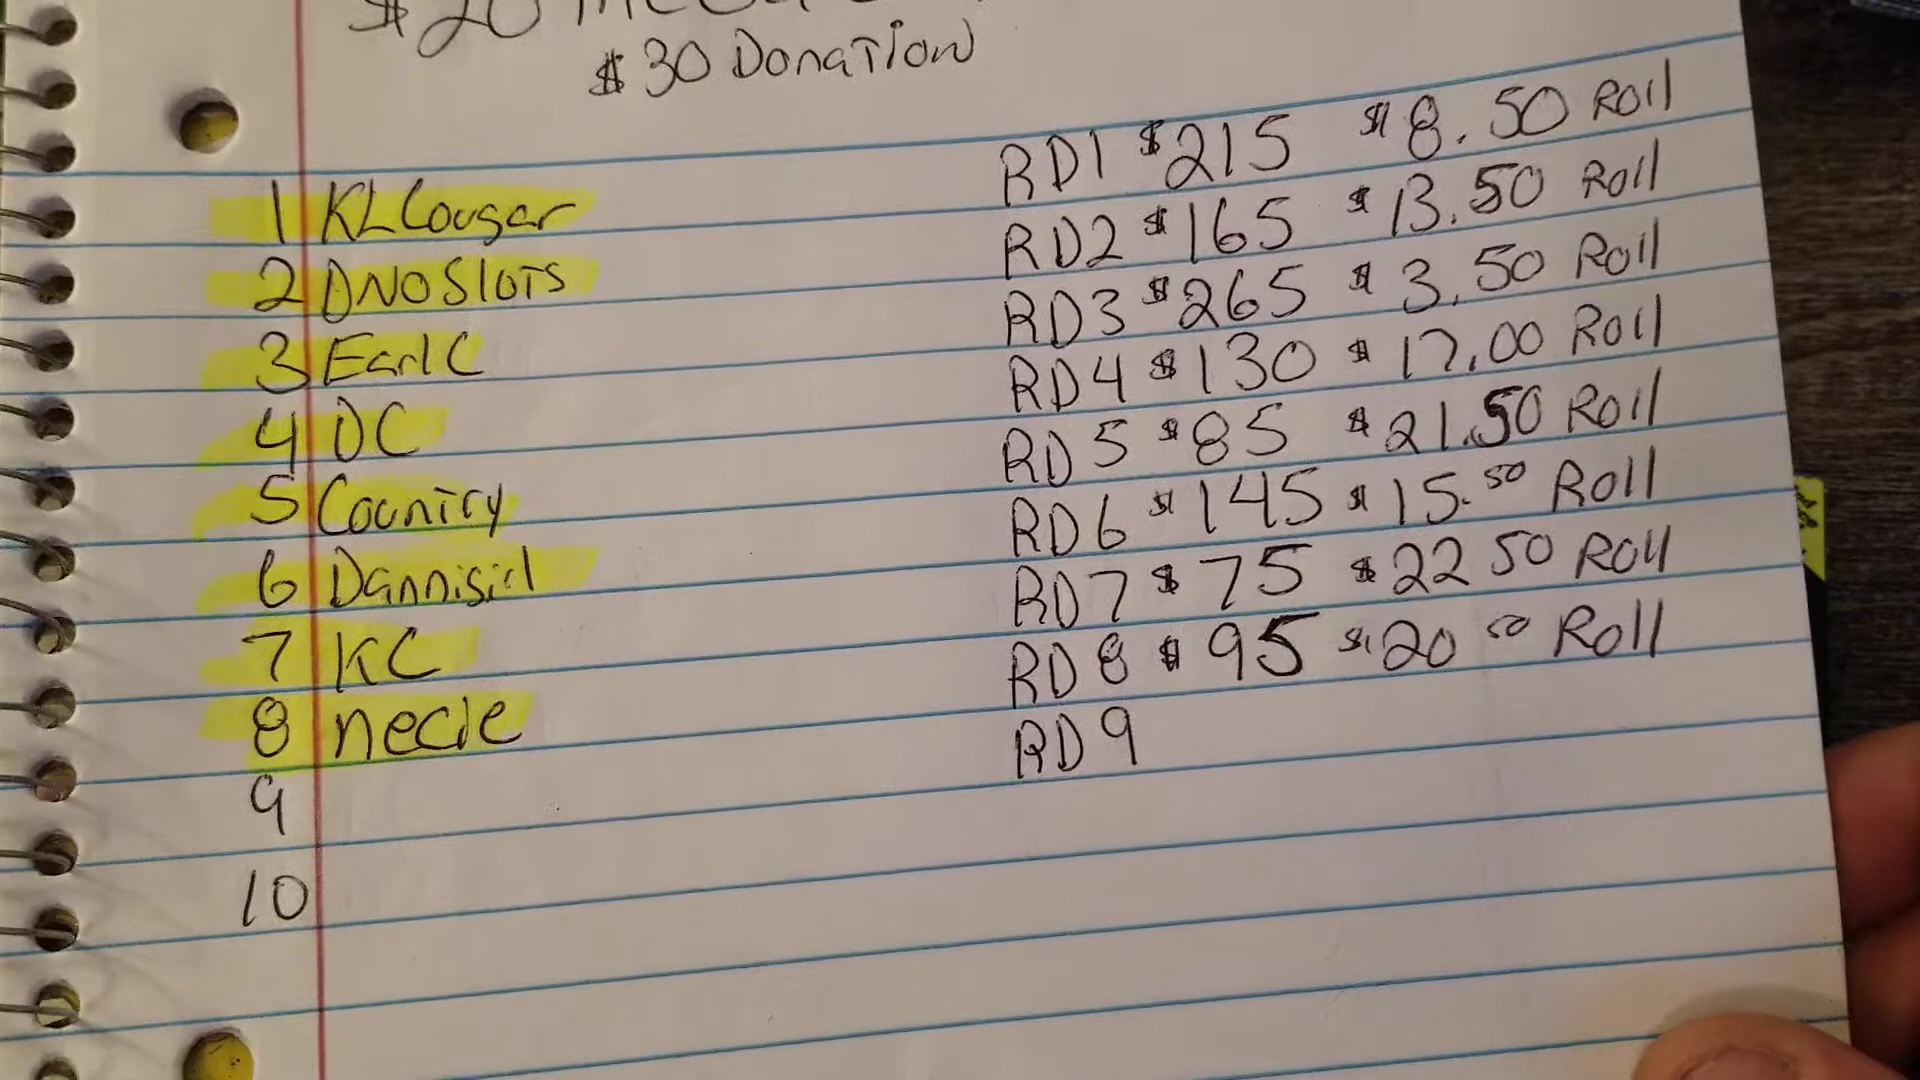 $20
$30 Donation
1 KLCougar
2 DNOSlots
3 EarlC
4 DC
5 Country
6 Dannisirl
7 KC
8 necie
9
10
RD1 $215 $8.50 Roll
RD2 $165 $13.50 Roll
RD3 $265 $3.50 Roll
RD4 $130 $17.00 Roll
RD5 $85 $21.50 Roll
RD6 $145 $15.50 Roll
RD7 $75 $22 50 Roll
RD8 $95 $20 50 Roll
RD9